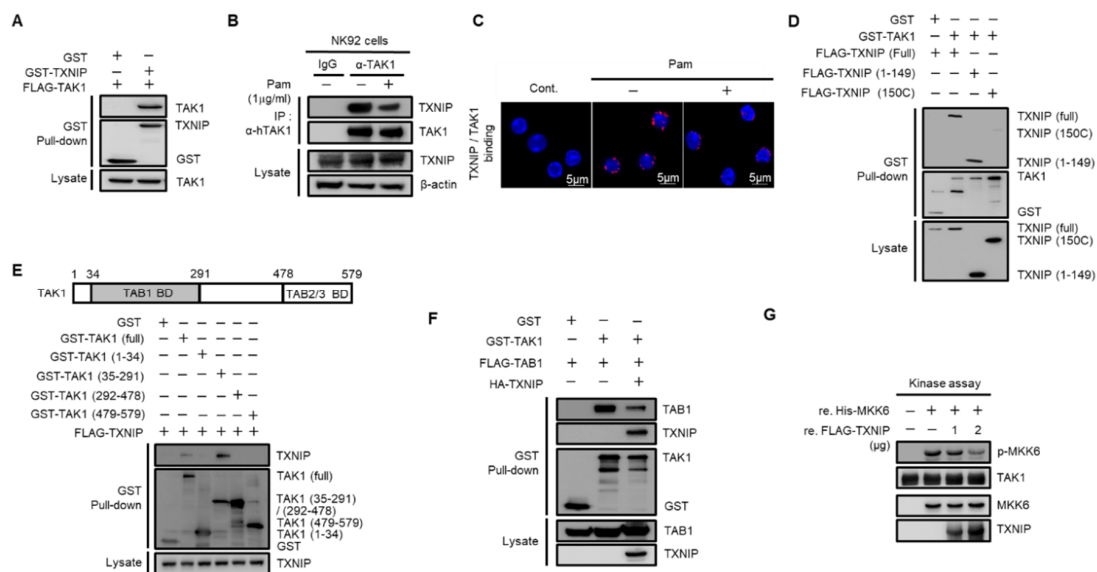 A
GST + –
GST-TXNIP – +
FLAG-TAK1 + +
GST Pull-down
TAK1
TXNIP
GST
Lysate
TAK1
B
NK92 cells
IgG α-TAK1
Pam (1μg/ml) – – +
IP : α-hTAK1
TXNIP
TAK1
Lysate
TXNIP
β-actin
C
Pam
Cont. – +
TXNIP / TAK1 binding
5μm 5μm 5μm
D
GST + – – –
GST-TAK1 – + + +
FLAG-TXNIP (Full) + + – –
FLAG-TXNIP (1-149) – – + –
FLAG-TXNIP (150C) – – – +
GST Pull-down
TXNIP (full)
TXNIP (150C)
TXNIP (1-149)
TAK1
GST
Lysate
TXNIP (full)
TXNIP (150C)
TXNIP (1-149)
E
1 34 291 478 579
TAK1 TAB1 BD TAB2/3 BD
GST + – – – – –
GST-TAK1 (full) – + – – – –
GST-TAK1 (1-34) – – + – – –
GST-TAK1 (35-291) – – – + – –
GST-TAK1 (292-478) – – – – + –
GST-TAK1 (479-579) – – – – – +
FLAG-TXNIP + + + + + +
GST Pull-down
TXNIP
TAK1 (full)
TAK1 (35-291)
/ (292-478)
TAK1 (479-579)
TAK1 (1-34)
GST
Lysate
TXNIP
F
GST + – –
GST-TAK1 – + +
FLAG-TAB1 + + +
HA-TXNIP – – +
GST Pull-down
TAB1
TXNIP
TAK1
GST
Lysate
TAB1
TXNIP
G
Kinase assay
re. His-MKK6 – + + +
re. FLAG-TXNIP – – 1 2
(μg)
p-MKK6
TAK1
MKK6
TXNIP